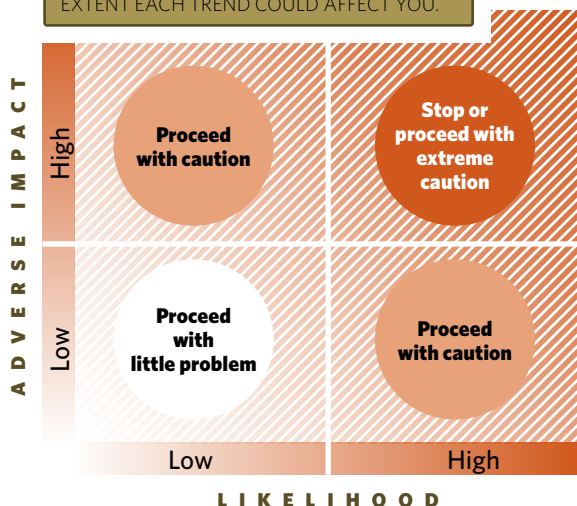 EXTENT EACH TREND COULD AFFECT YOU.
ADVERSE IMPACT
High
Proceed
with caution
Stop or
proceed with
extreme
caution
Low
Proceed
with
little problem
Proceed
with caution
Low
High
LIKELIHOOD